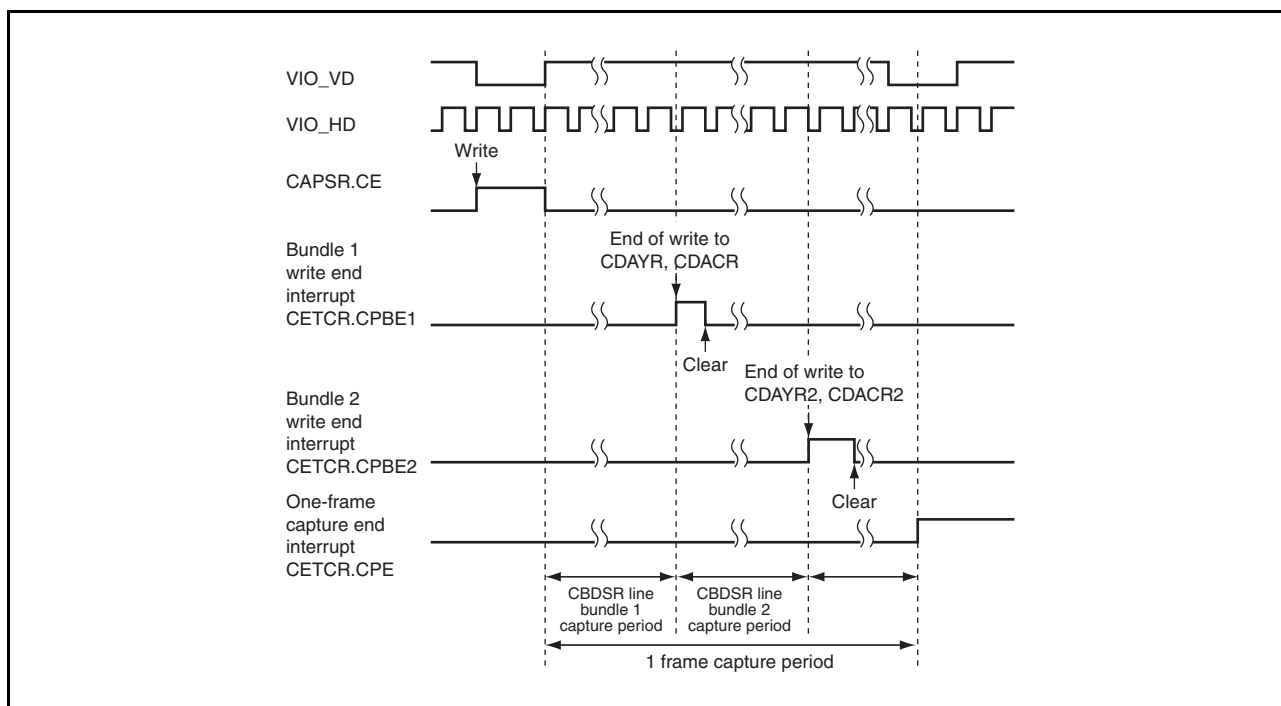 VIO_VD
VIO_HD
Write
CAPSR.CE
Bundle 1
write end
interrupt
CETCR.CPBE1
End of write to
CDAYR, CDACR
Clear
Bundle 2
write end
interrupt
CETCR.CPBE2
End of write to
CDAYR2, CDACR2
Clear
One-frame
capture end
interrupt
CETCR.CPE
CBDSR line
bundle 1
capture period
CBDSR line
bundle 2
capture period
1 frame capture period